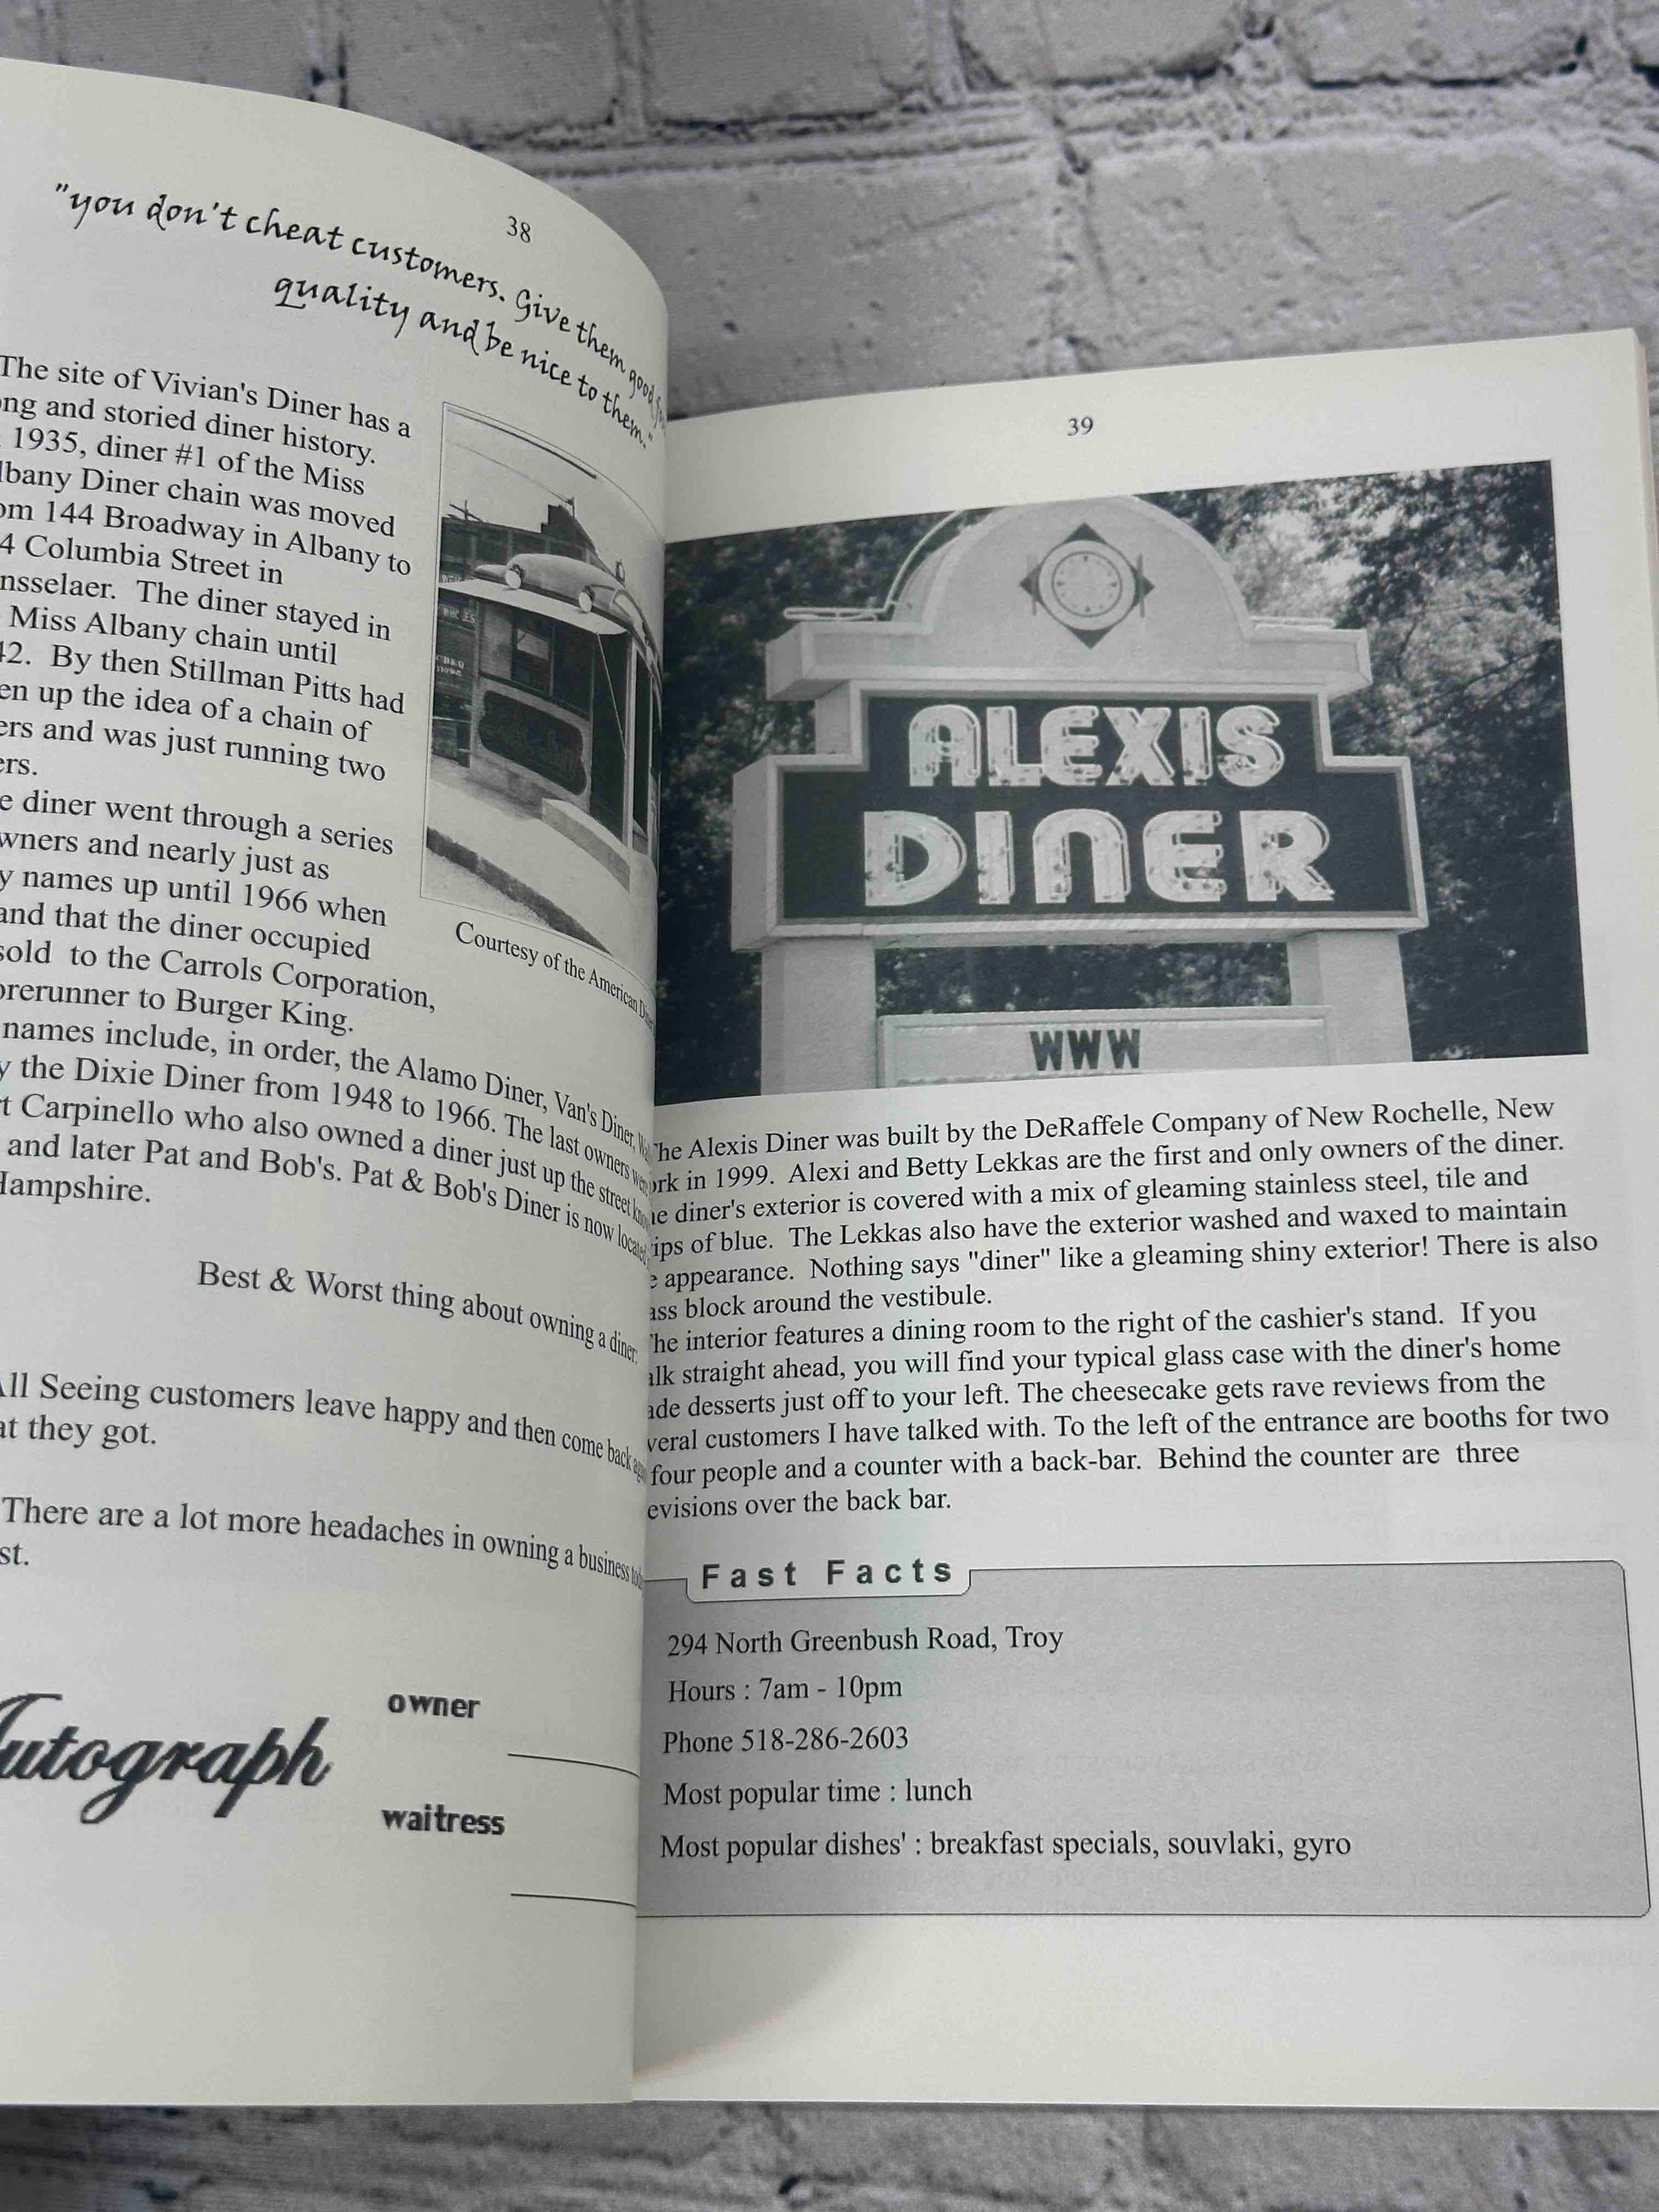 38
"you don't cheat customers. Give them good
quality and be nice to them."
The site of Vivian's Diner has a
ng and storied diner history.
1935, diner #1 of the Miss
lbany Diner chain was moved
om 144 Broadway in Albany to
4 Columbia Street in
nsselaer. The diner stayed in
Miss Albany chain until
42. By then Stillman Pitts had
en up the idea of a chain of
ers and was just running two
ers.
e diner went through a series
wners and nearly just as
y names up until 1966 when
and that the diner occupied
sold to the Carrols Corporation,
orerunner to Burger King.
names include, in order, the Alamo Diner, Van's Diner,
y the Dixie Diner from 1948 to 1966. The last owners were
t Carpinello who also owned a diner just up the street
and later Pat and Bob's. Pat & Bob's Diner is now located
Hampshire.
Courtesy of the American
Best & Worst thing about owning a diner:
All Seeing customers leave happy and then come back
at they got.
There are a lot more headaches in owning a business
st.
Autograph
owner
waitress
39
ALEXIS
DINER
WWW
The Alexis Diner was built by the DeRaffele Company of New Rochelle, New
ork in 1999. Alexi and Betty Lekkas are the first and only owners of the diner.
he diner's exterior is covered with a mix of gleaming stainless steel, tile and
ips of blue. The Lekkas also have the exterior washed and waxed to maintain
e appearance. Nothing says "diner" like a gleaming shiny exterior! There is also
ass block around the vestibule.
The interior features a dining room to the right of the cashier's stand. If you
alk straight ahead, you will find your typical glass case with the diner's home
ade desserts just off to your left. The cheesecake gets rave reviews from the
veral customers I have talked with. To the left of the entrance are booths for two
four people and a counter with a back-bar. Behind the counter are three
evisions over the back bar.
Fast Facts
294 North Greenbush Road, Troy
Hours : 7am - 10pm
Phone 518-286-2603
Most popular time : lunch
Most popular dishes' : breakfast specials, souvlaki, gyro